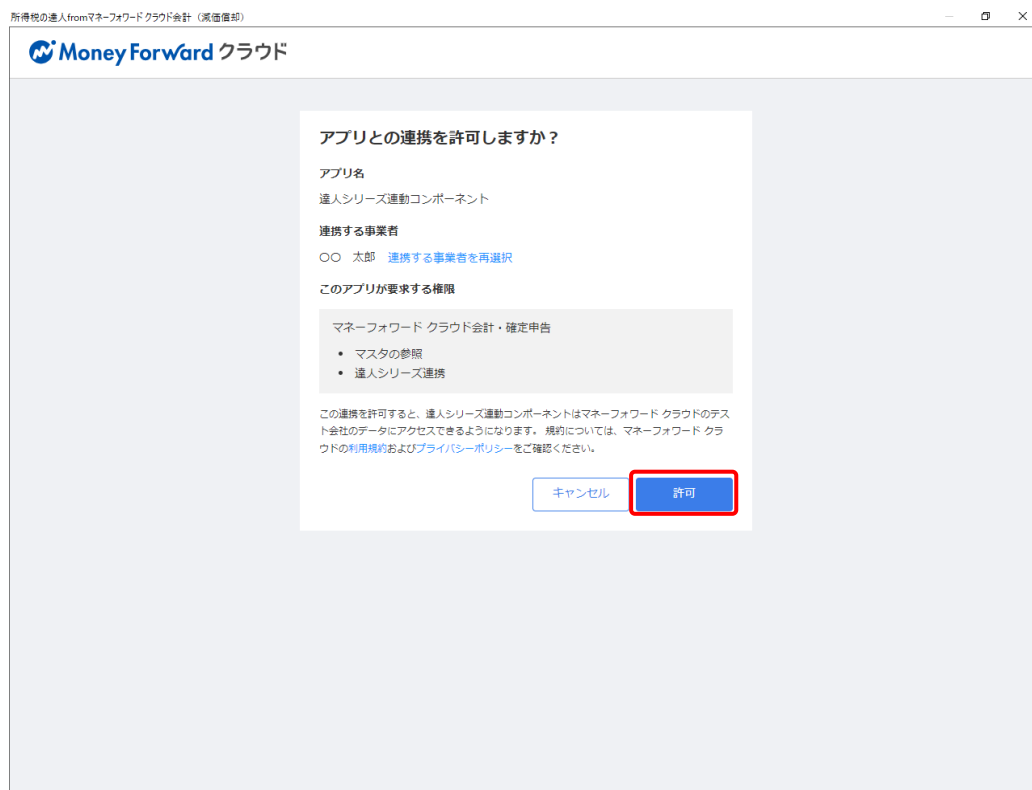 所得税の達人fromマネーフォワードクラウド会計（減価償却）
Money Forward クラウド
アプリとの連携を許可しますか？
アプリ名
達人シリーズ連動コンポーネント
連携する事業者
〇〇　太郎　連携する事業者を再選択
このアプリが要求する権限
マネーフォワード クラウド会計・確定申告
• マスタの参照
• 達人シリーズ連携
この連携を許可すると、達人シリーズ連動コンポーネントはマネーフォワード クラウドのテス
ト会社のデータにアクセスできるようになります。 規約については、マネーフォワード クラ
ウドの利用規約およびプライバシーポリシーをご確認ください。
キャンセル 許可